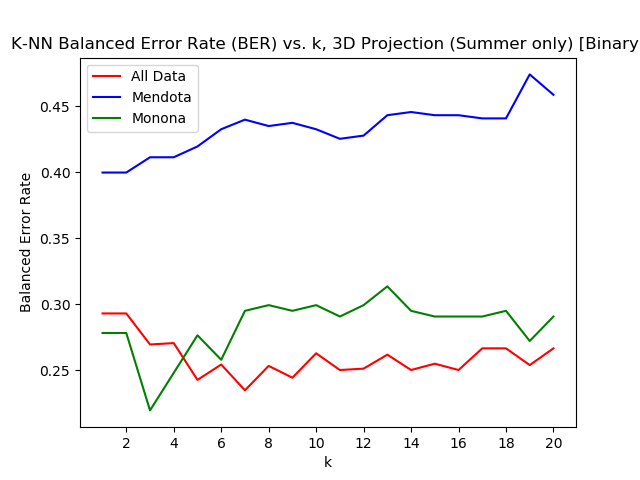 K-NN Balanced Error Rate (BER) vs. k, 3D Projection (Summer only) [Binary
All Data
Mendota
Monona
0.45
0.40
0.35
0.30
0.25
Balanced Error Rate
2 4 6 8 10 12 14 16 18 20
k